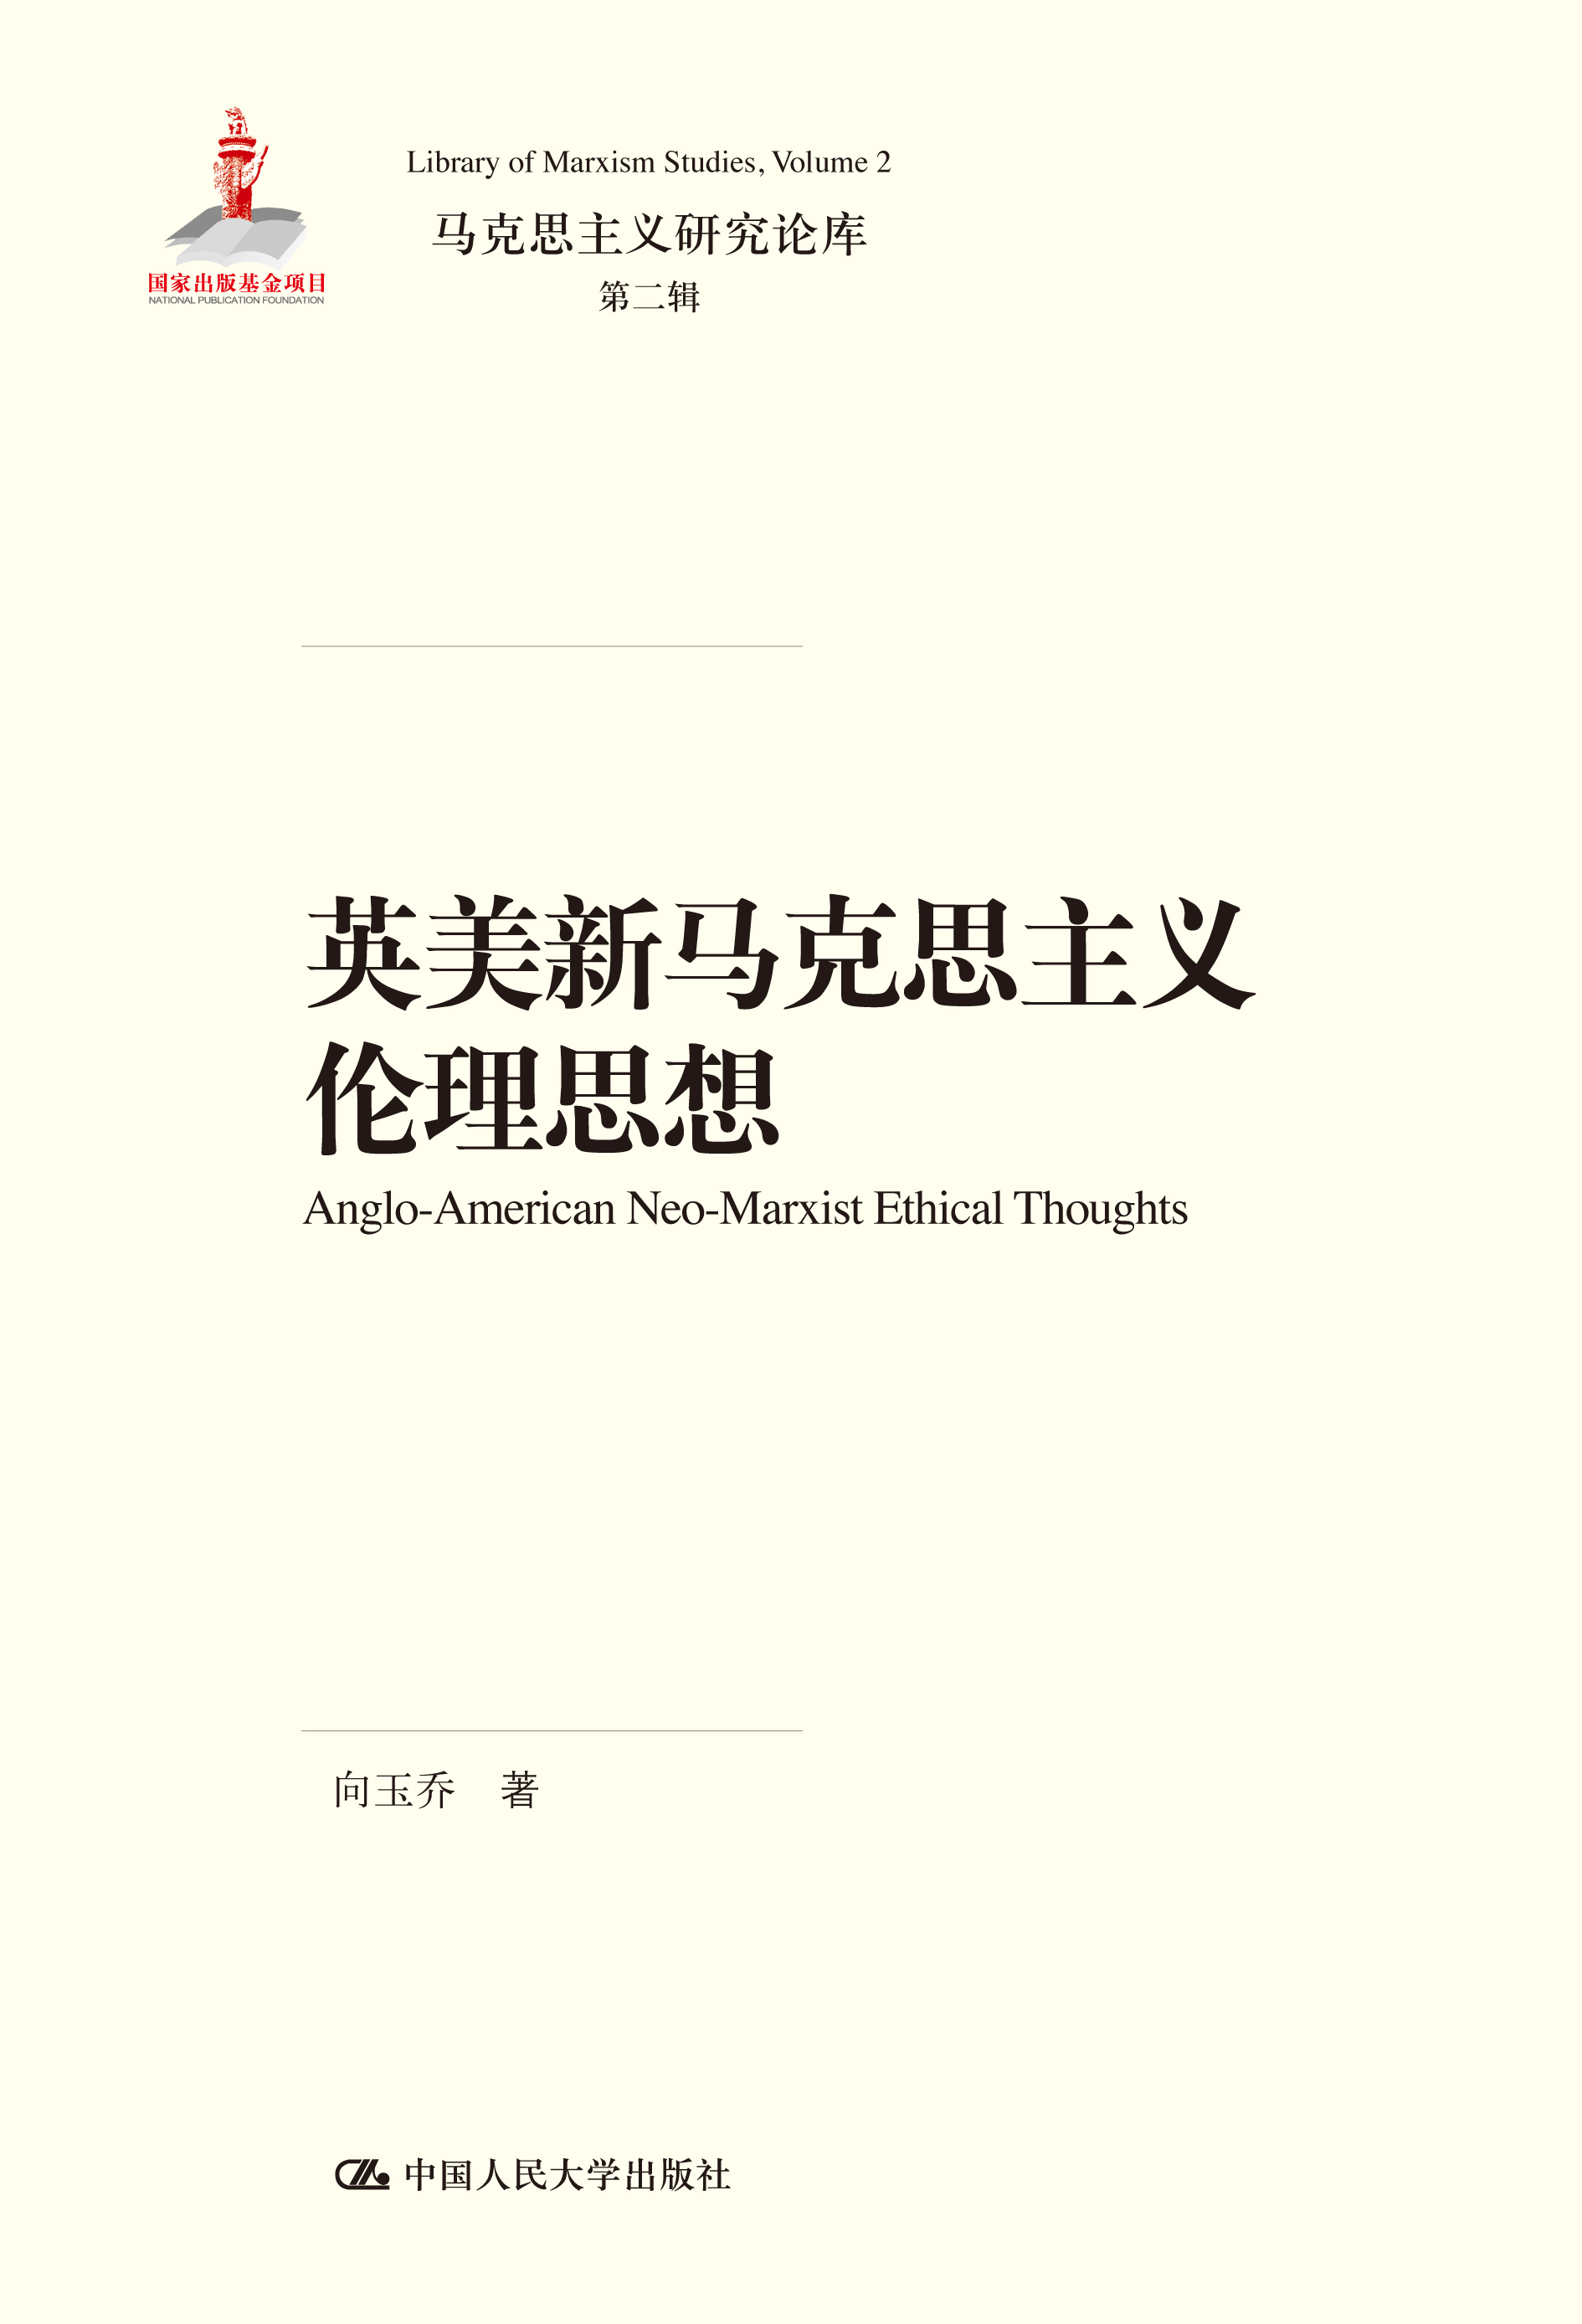 Library of Marxism Studies, Volume 2
马克思主义研究论库
第二辑
国家出版基金项目
NATIONAL PUBLICATION FOUNDATION
英美新马克思主义
伦理思想
Anglo-American Neo-Marxist Ethical Thoughts
向玉乔 著
中国人民大学出版社